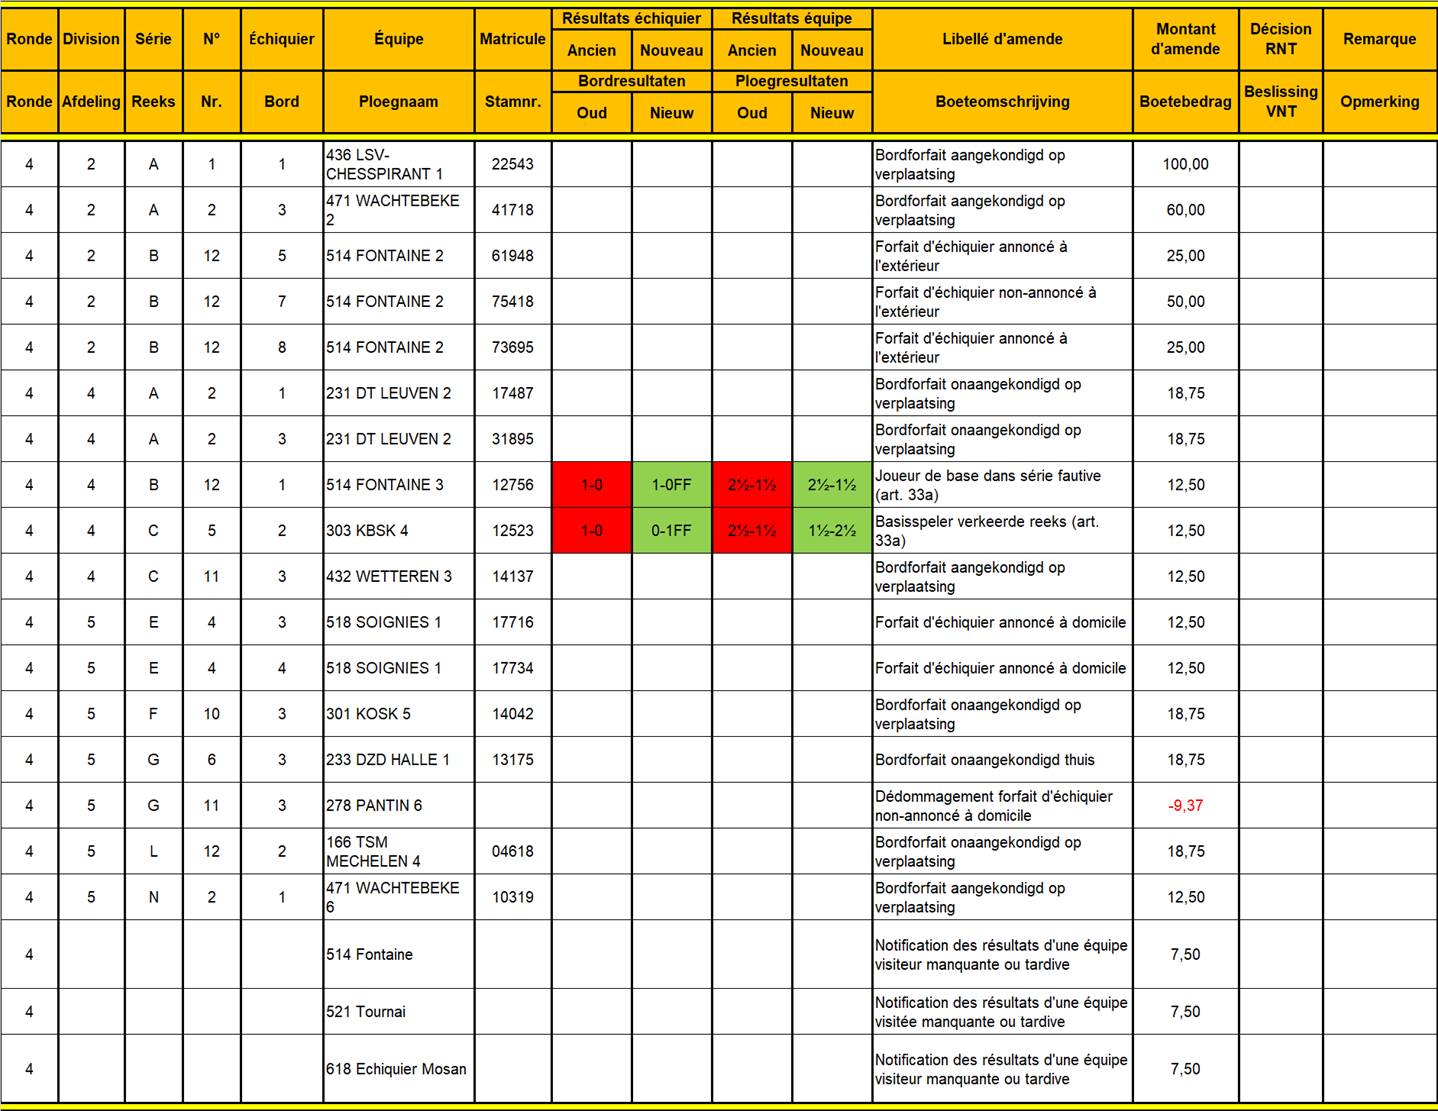 Ronde Division Série N° Échiquier Équipe Matricule Résultats échiquier Résultats équipe Libellé d'amende Montant d'amende Décision RNT Remarque
Ancien Nouveau Ancien Nouveau
Ronde Afdeling Reeks Nr. Bord Ploegnaam Stamnr. Bordresultaten Ploegresultaten Boeteomschrijving Boetebedrag Beslissing VNT Opmerking
Oud Nieuw Oud Nieuw
4 2 A 1 1 436 LSV-CHESSPIRANT 1 22543 Bordforfait aangekondigd op verplaatsing 100,00
4 2 A 2 3 471 WACHTEBEKE 2 41718 Bordforfait aangekondigd op verplaatsing 60,00
4 2 B 12 5 514 FONTAINE 2 61948 Forfait d'échiquier annoncé à l'extérieur 25,00
4 2 B 12 7 514 FONTAINE 2 75418 Forfait d'échiquier non-annoncé à l'extérieur 50,00
4 2 B 12 8 514 FONTAINE 2 73695 Forfait d'échiquier annoncé à l'extérieur 25,00
4 4 A 2 1 231 DT LEUVEN 2 17487 Bordforfait onaangekondigd op verplaatsing 18,75
4 4 A 2 3 231 DT LEUVEN 2 31895 Bordforfait onaangekondigd op verplaatsing 18,75
4 4 B 12 1 514 FONTAINE 3 12756 1-0 1-0FF 2½-1½ 2½-1½ Joueur de base dans série fautive (art. 33a) 12,50
4 4 C 5 2 303 KBSK 4 12523 1-0 0-1FF 2½-1½ 1½-2½ Basisspeler verkeerde reeks (art. 33a) 12,50
4 4 C 11 3 432 WETTEREN 3 14137 Bordforfait aangekondigd op verplaatsing 12,50
4 5 E 4 3 518 SOIGNIES 1 17716 Forfait d'échiquier annoncé à domicile 12,50
4 5 E 4 4 518 SOIGNIES 1 17734 Forfait d'échiquier annoncé à domicile 12,50
4 5 F 10 3 301 KOSK 5 14042 Bordforfait onaangekondigd op verplaatsing 18,75
4 5 G 6 3 233 DZD HALLE 1 13175 Bordforfait onaangekondigd thuis 18,75
4 5 G 11 3 278 PANTIN 6 Dédommagement forfait d'échiquier non-annoncé à domicile -9,37
4 5 L 12 2 166 TSM MECHELEN 4 04618 Bordforfait onaangekondigd op verplaatsing 18,75
4 5 N 2 1 471 WACHTEBEKE 6 10319 Bordforfait aangekondigd op verplaatsing 12,50
4 514 Fontaine Notification des résultats d'une équipe visiteur manquante ou tardive 7,50
4 521 Tournai Notification des résultats d'une équipe visitée manquante ou tardive 7,50
4 618 Echiquier Mosan Notification des résultats d'une équipe visiteur manquante ou tardive 7,50